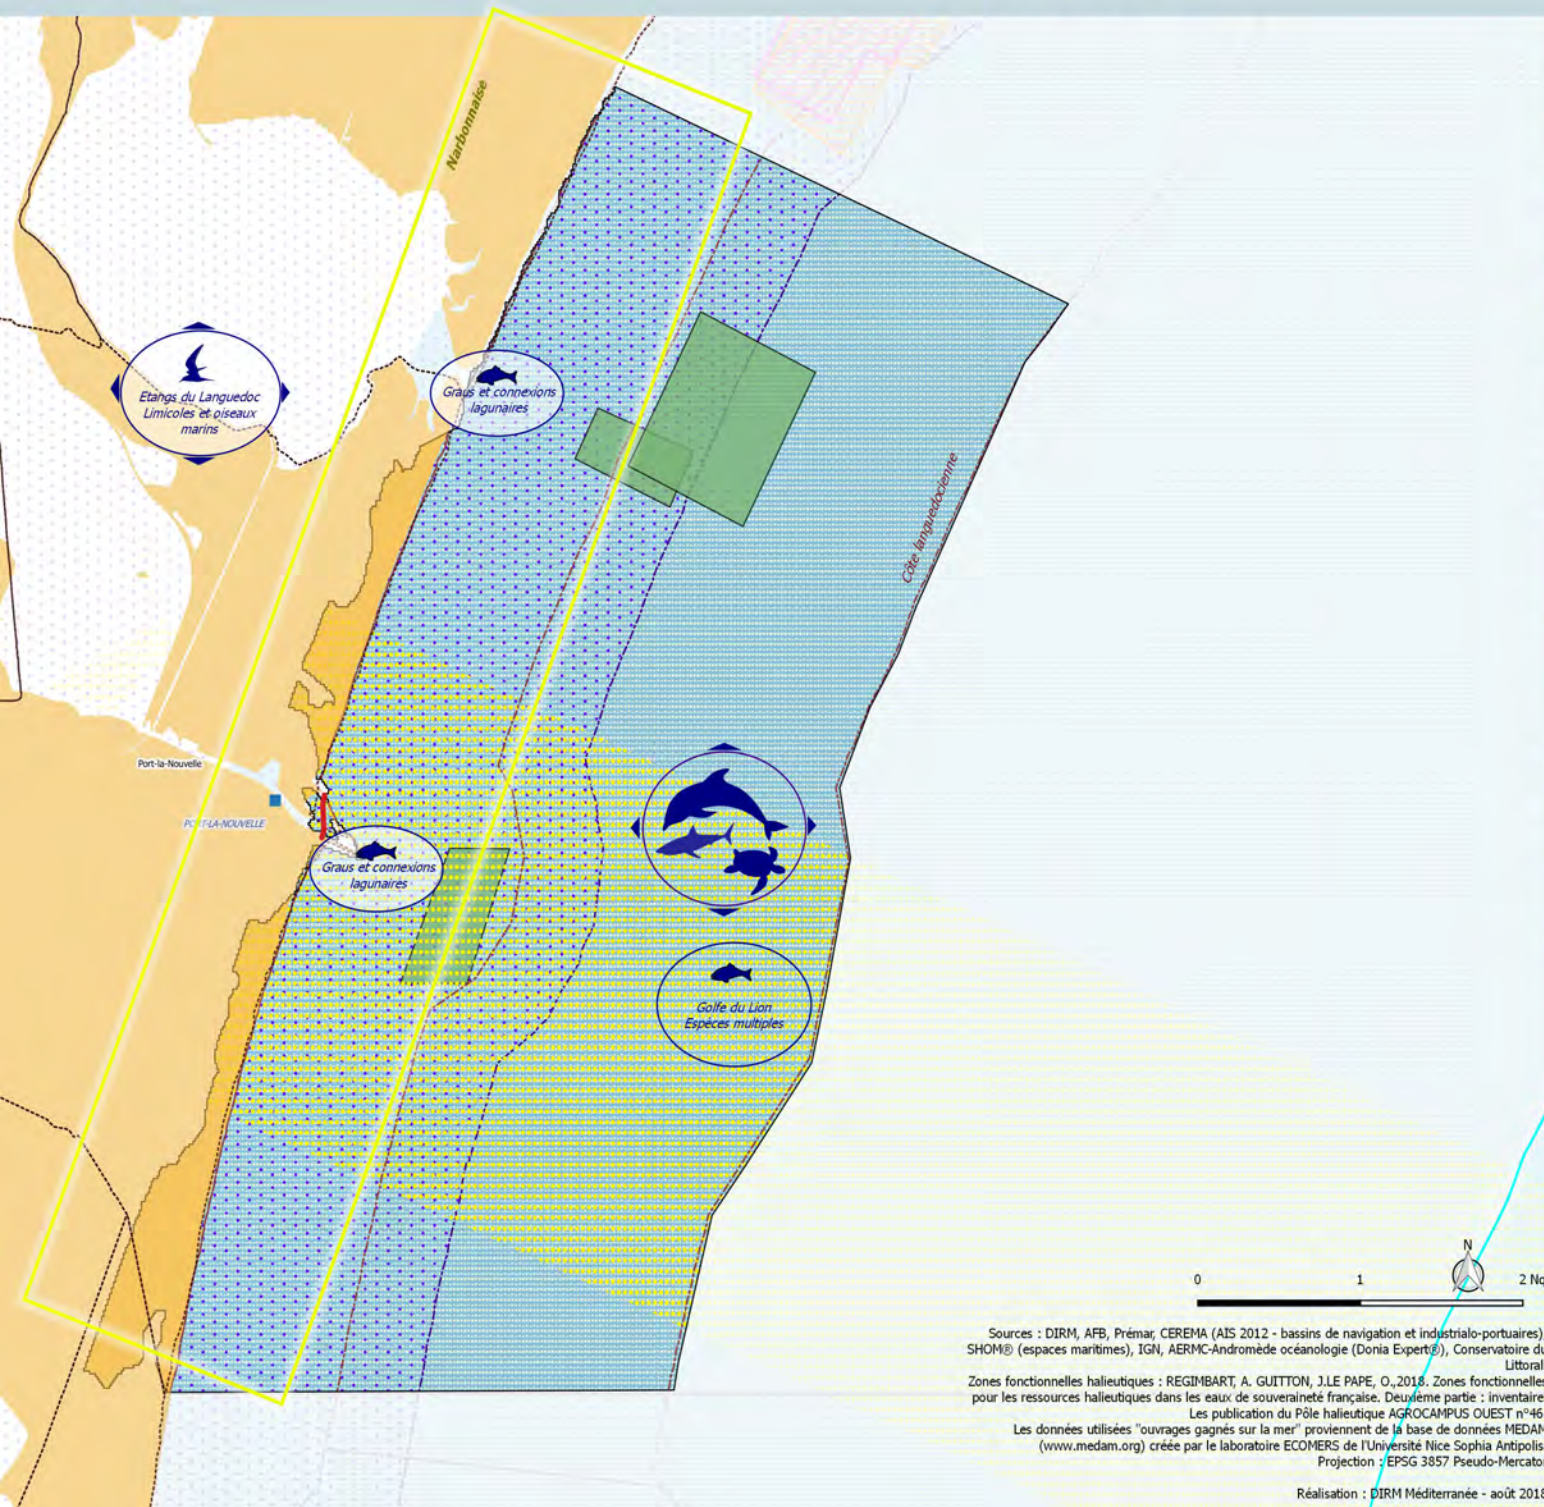 Narbonnaise
Etangs du Languedoc
Limicoles et oiseaux
marins
Graus et connexions
lagunaires
Côte languedocienne
Port-la-Nouvelle
PORT-LA-NOUVELLE
Graus et connexions
lagunaires
Golfe du Lion
Espèces multiples
N
0 1 2 Nq
Sources : DIRM, AFB, Prémar, CEREMA (AIS 2012 - bassins de navigation et industrialo-portuaires),
SHOM® (espaces maritimes), IGN, AERMC-Andromède océanologie (Donia Expert®), Conservatoire du
Littoral
Zones fonctionnelles halieutiques : REGIMBART, A. GUITTON, J.LE PAPE, O.,2018. Zones fonctionnelles
pour les ressources halieutiques dans les eaux de souveraineté française. Deuxième partie : inventaire.
Les publication du Pôle halieutique AGROCAMPUS OUEST n°46
Les données utilisées "ouvrages gagnés sur la mer" proviennent de la base de données MEDAM
(www.medam.org) créée par le laboratoire ECOMERS de l'Université Nice Sophia Antipolis
Projection : EPSG 3857 Pseudo-Mercator
Réalisation : DIRM Méditerranée - août 2018